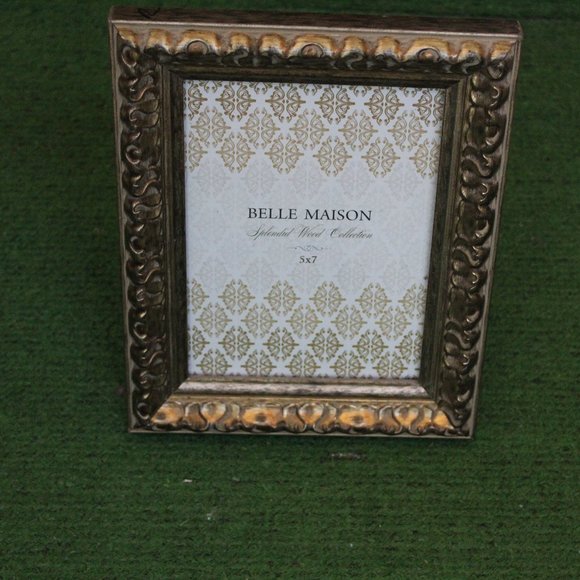 BELLE MAISON
Splendid Wood Collection
5x7